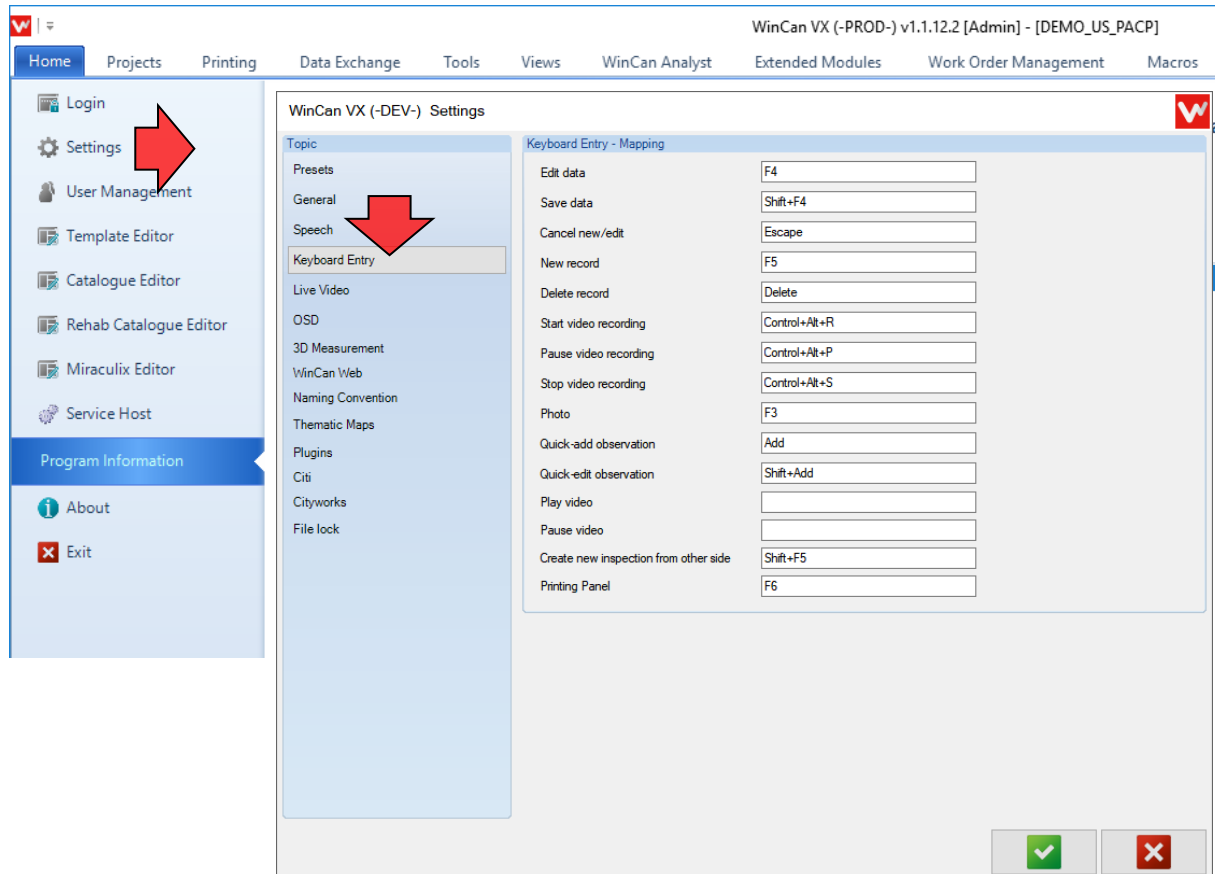 WinCan VX (-PROD-) v1.1.12.2 [Admin] - [DEMO_US_PACP]
Home Projects Printing Data Exchange Tools Views WinCan Analyst Extended Modules Work Order Management Macros
Login
Settings
User Management
Template Editor
Catalogue Editor
Rehab Catalogue Editor
Miraculix Editor
Service Host
Program Information
About
Exit
WinCan VX (-DEV-) Settings
Topic
Presets
General
Speech
Keyboard Entry
Live Video
OSD
3D Measurement
WinCan Web
Naming Convention
Thematic Maps
Plugins
Citi
Cityworks
File lock
Keyboard Entry - Mapping
Edit data F4
Save data Shift+F4
Cancel new/edit Escape
New record F5
Delete record Delete
Start video recording Control+Alt+R
Pause video recording Control+Alt+P
Stop video recording Control+Alt+S
Photo F3
Quick-add observation Add
Quick-edit observation Shift+Add
Play video
Pause video
Create new inspection from other side Shift+F5
Printing Panel F6